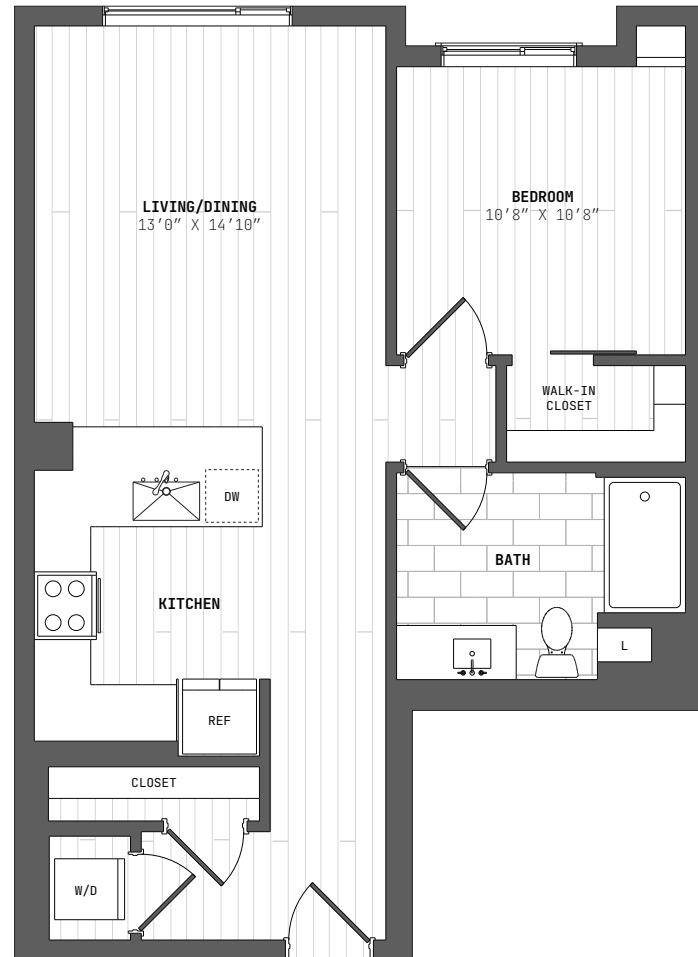 LIVING/DINING
13’0” X 14’10”
BEDROOM
10’8” X 10’8”
WALK-IN
CLOSET
DW
BATH
KITCHEN
L
REF
CLOSET
W/D